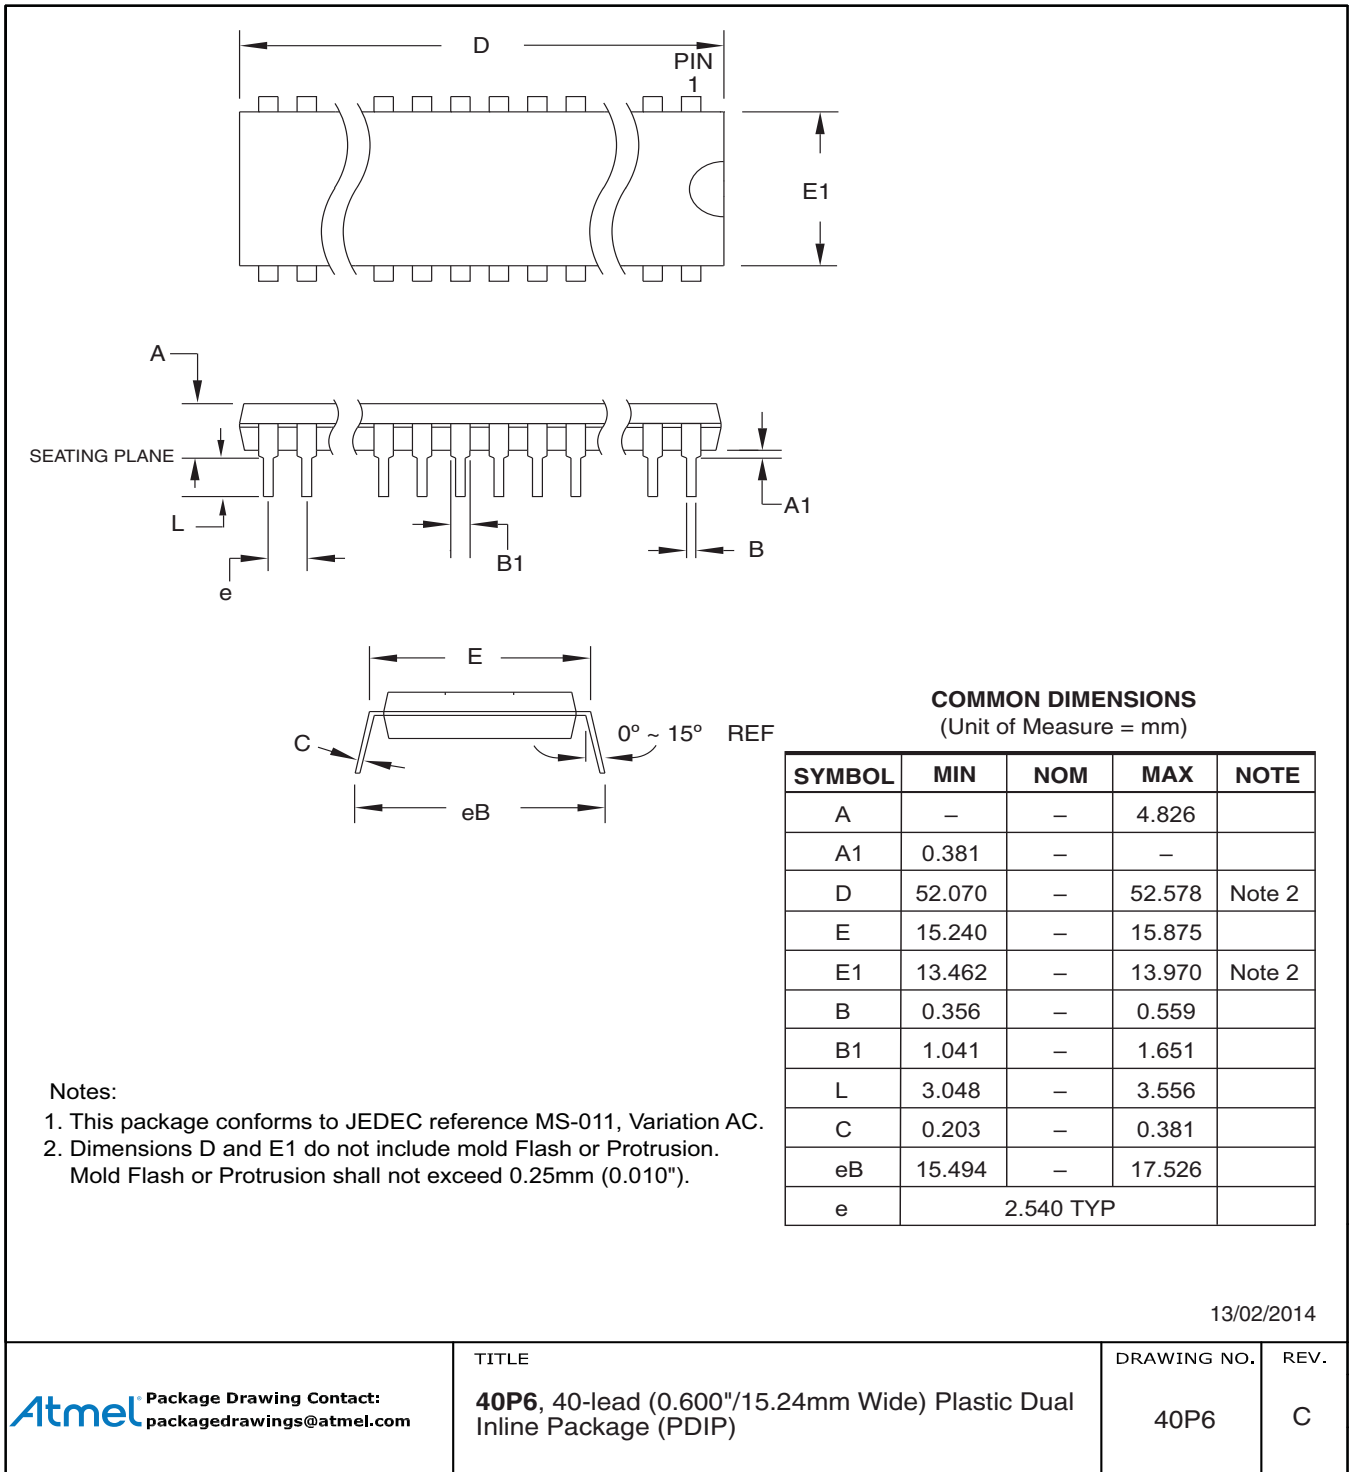 D
PIN
1
E1
A
SEATING PLANE
A1
L
B1
B
e
E
C
0º ~ 15º REF
eB
COMMON DIMENSIONS
(Unit of Measure = mm)
SYMBOL MIN NOM MAX NOTE
A – – 4.826
A1 0.381 – –
D 52.070 – 52.578 Note 2
E 15.240 – 15.875
E1 13.462 – 13.970 Note 2
B 0.356 – 0.559
B1 1.041 – 1.651
L 3.048 – 3.556
C 0.203 – 0.381
eB 15.494 – 17.526
e 2.540 TYP
Notes:
1. This package conforms to JEDEC reference MS-011, Variation AC.
2. Dimensions D and E1 do not include mold Flash or Protrusion.
Mold Flash or Protrusion shall not exceed 0.25mm (0.010").
13/02/2014
Atmel
Package Drawing Contact:
packagedrawings@atmel.com
TITLE
40P6, 40-lead (0.600"/15.24mm Wide) Plastic Dual
Inline Package (PDIP)
DRAWING NO.
40P6
REV.
C